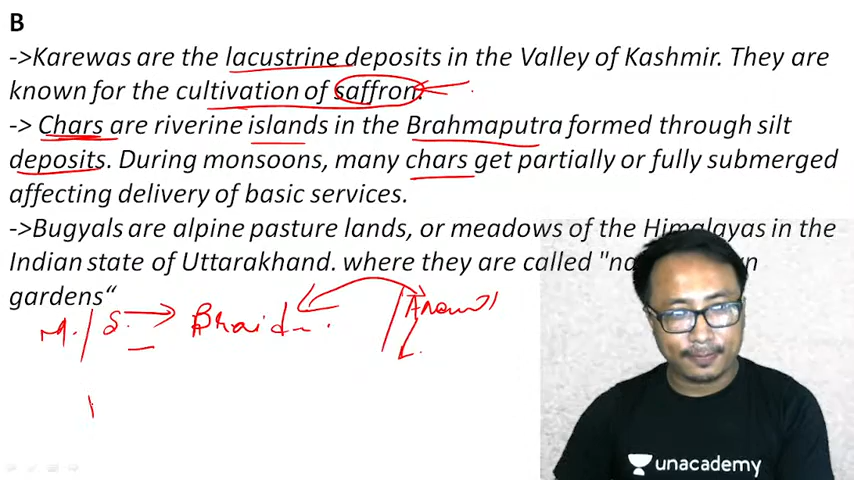 B
->Karewas are the lacustrine deposits in the Valley of Kashmir. They are
known for the cultivation of saffron.
-> Chars are riverine islands in the Brahmaputra formed through silt
deposits. During monsoons, many chars get partially or fully submerged
affecting delivery of basic services.
->Bugyals are alpine pasture lands, or meadows of the Himalayas in the
Indian state of Uttarakhand. where they are called "na
gardens“
M. / S. Braid
unacademy